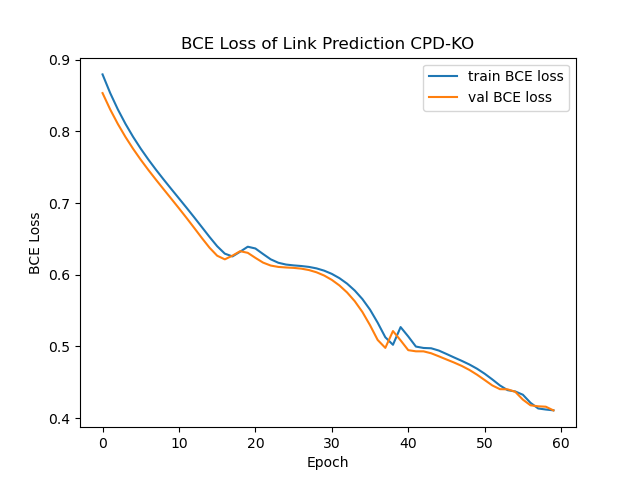 BCE Loss of Link Prediction CPD-KO
train BCE loss
val BCE loss
0.9
0.8
0.7
0.6
0.5
0.4
BCE Loss
0 10 20 30 40 50 60
Epoch